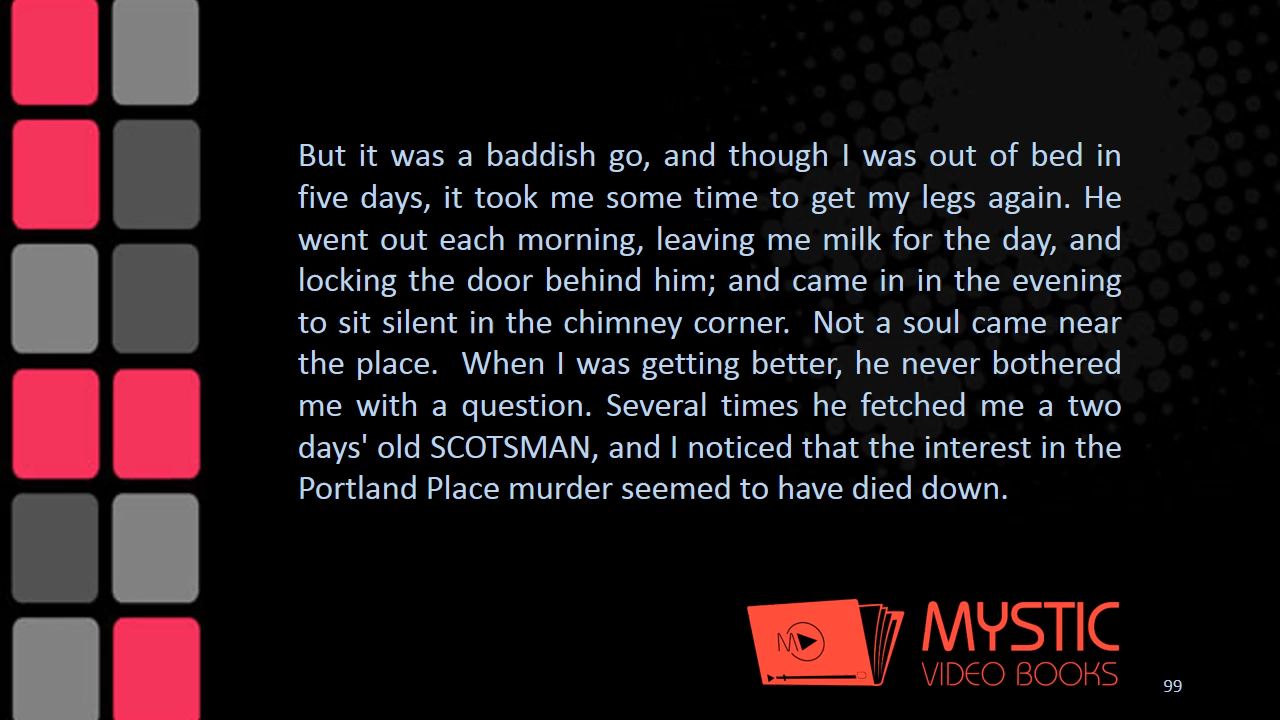 But it was a baddish go, and though I was out of bed in
five days, it took me some time to get my legs again. He
went out each morning, leaving me milk for the day, and
locking the door behind him; and came in in the evening
to sit silent in the chimney corner.  Not a soul came near
the place.  When I was getting better, he never bothered
me with a question. Several times he fetched me a two
days' old SCOTSMAN, and I noticed that the interest in the
Portland Place murder seemed to have died down.
M
MYSTIC
VIDEO BOOKS
99